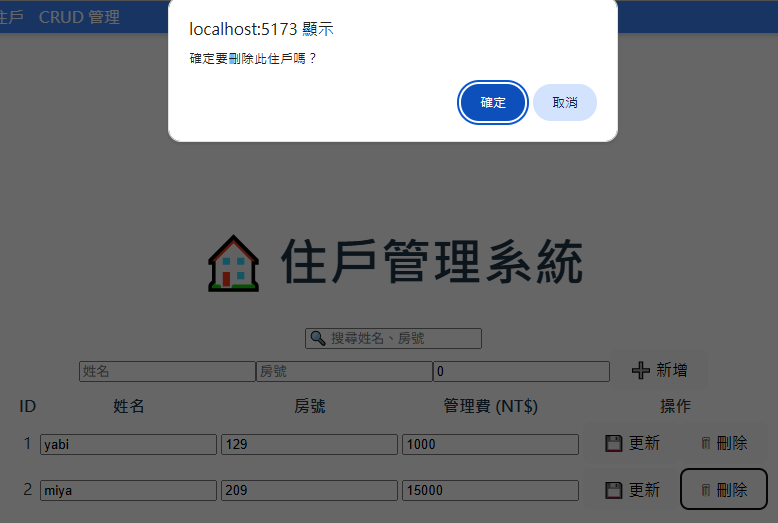 住戶 CRUD 管理
localhost:5173 顯示
確定要刪除此住戶嗎？
確定 取消
住戶管理系統
搜尋姓名、房號
姓名 房號 0 新增
ID 姓名 房號 管理費 (NT$) 操作
1 yabi 129 1000 更新 刪除
2 miya 209 15000 更新 刪除